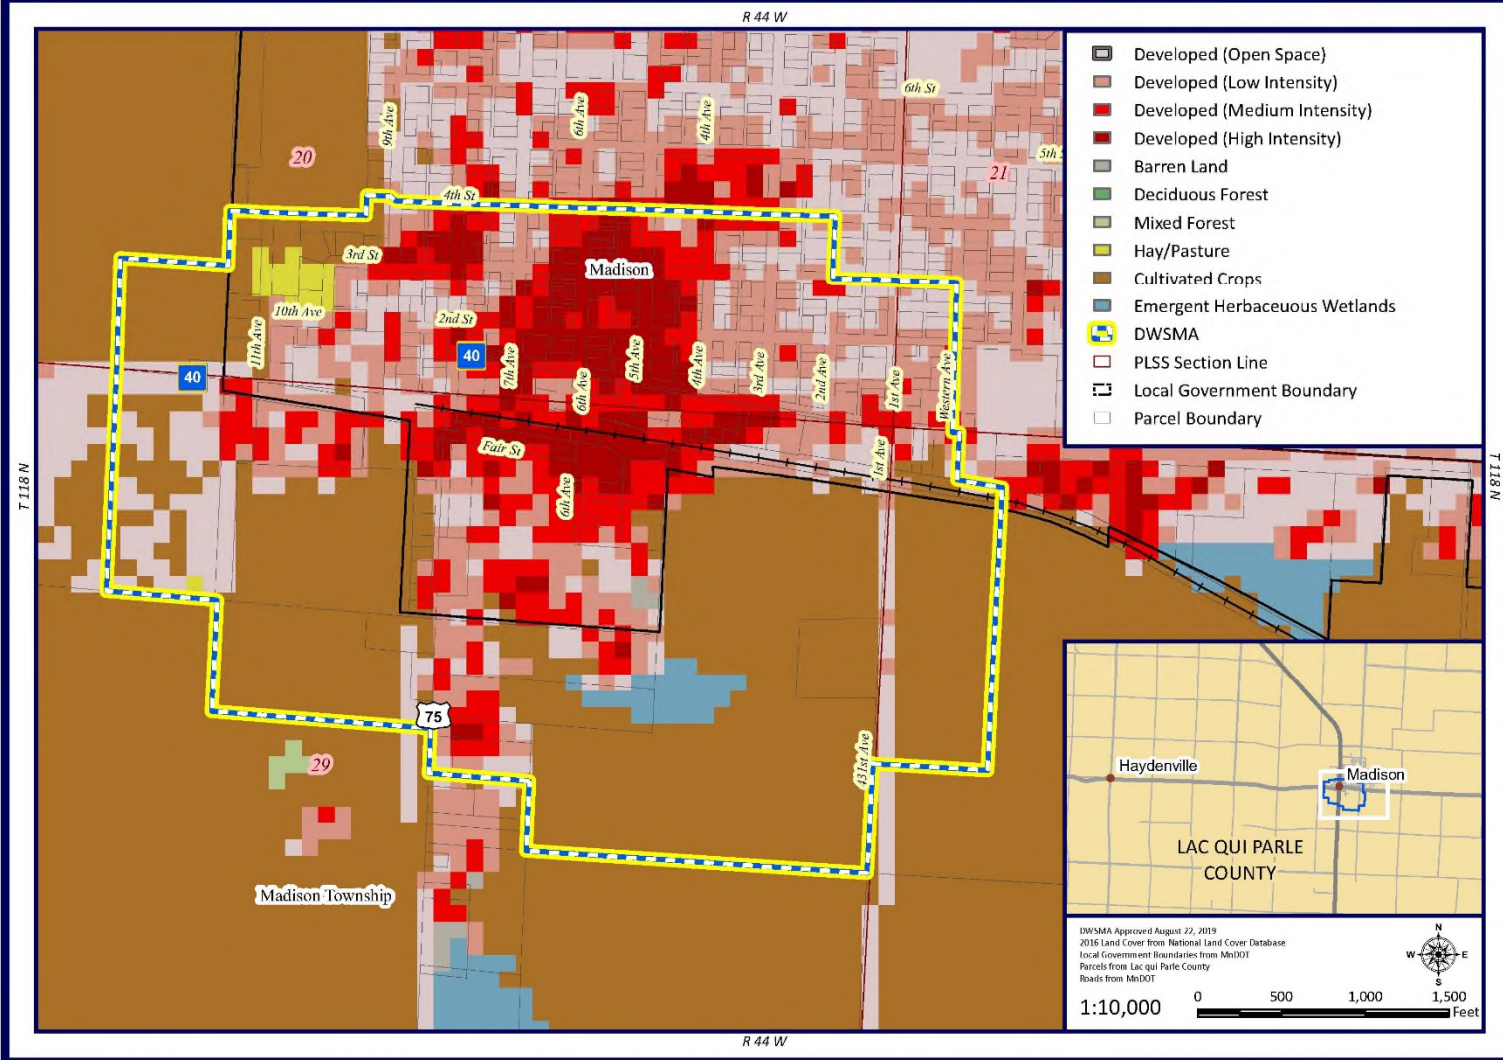 R 44 W
T 118 N
T 118 N
R 44 W
20
9th Ave
6th Ave
4th Ave
6th St
5th S
21
4th St
3rd St
Madison
10th Ave
2nd St
11th Ave
40
40
7th Ave
6th Ave
5th Ave
4th Ave
3rd Ave
2nd Ave
1st Ave
Western Ave
Fair St
6th Ave
1st Ave
75
29
431st Ave
Madison Township
Developed (Open Space)
Developed (Low Intensity)
Developed (Medium Intensity)
Developed (High Intensity)
Barren Land
Deciduous Forest
Mixed Forest
Hay/Pasture
Cultivated Crops
Emergent Herbaceuous Wetlands
DWSMA
PLSS Section Line
Local Government Boundary
Parcel Boundary
Haydenville
Madison
LAC QUI PARLE
COUNTY
DWSMA Approved August 22, 2019
2016 Land Cover from National Land Cover Database
Local Government Boundaries from MnDOT
Parcels from Lac qui Parle County
Roads from MnDOT
N
W
E
S
1:10,000
0 500 1,000 1,500
Feet